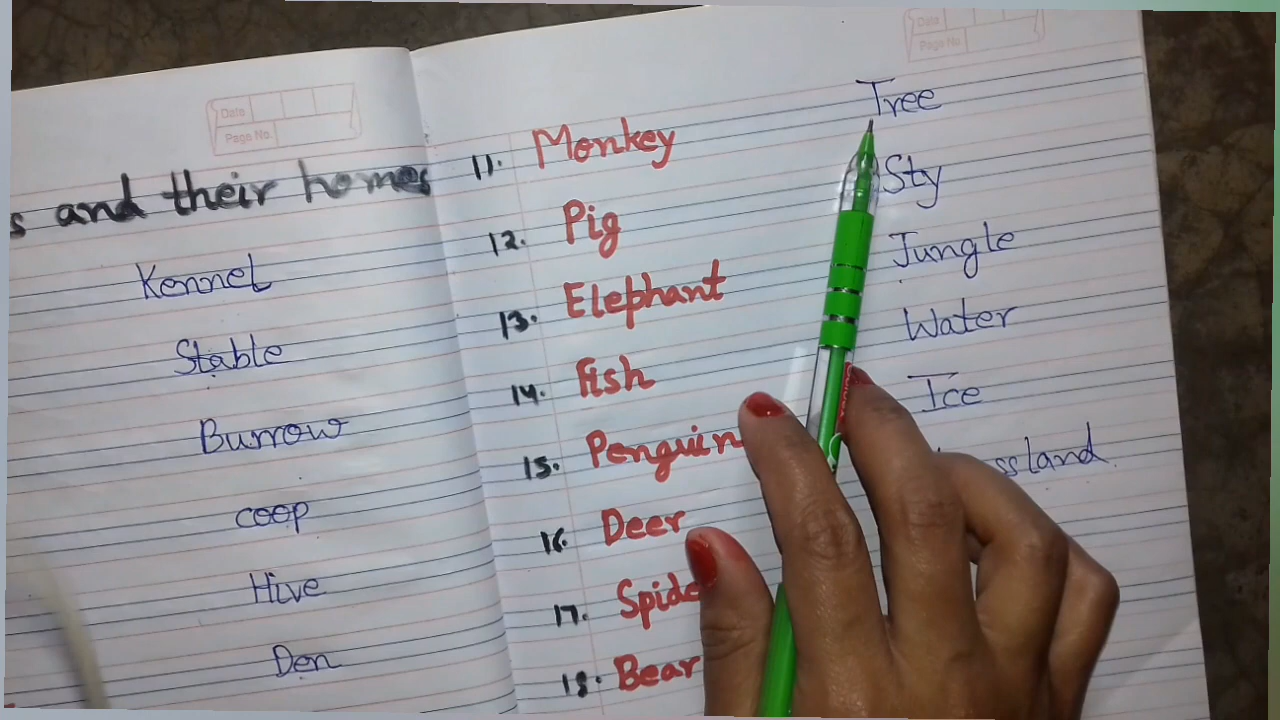 Date
Page No.
s and their homes
Kennel
Stable
Burrow
coop
Hive
Den
Date
Page No.
11. Monkey Tree
12. Pig Sty
13. Elephant Jungle
14. Fish Water
15. Penguin Ice
16. Deer ssland
17. Spide
18. Bear